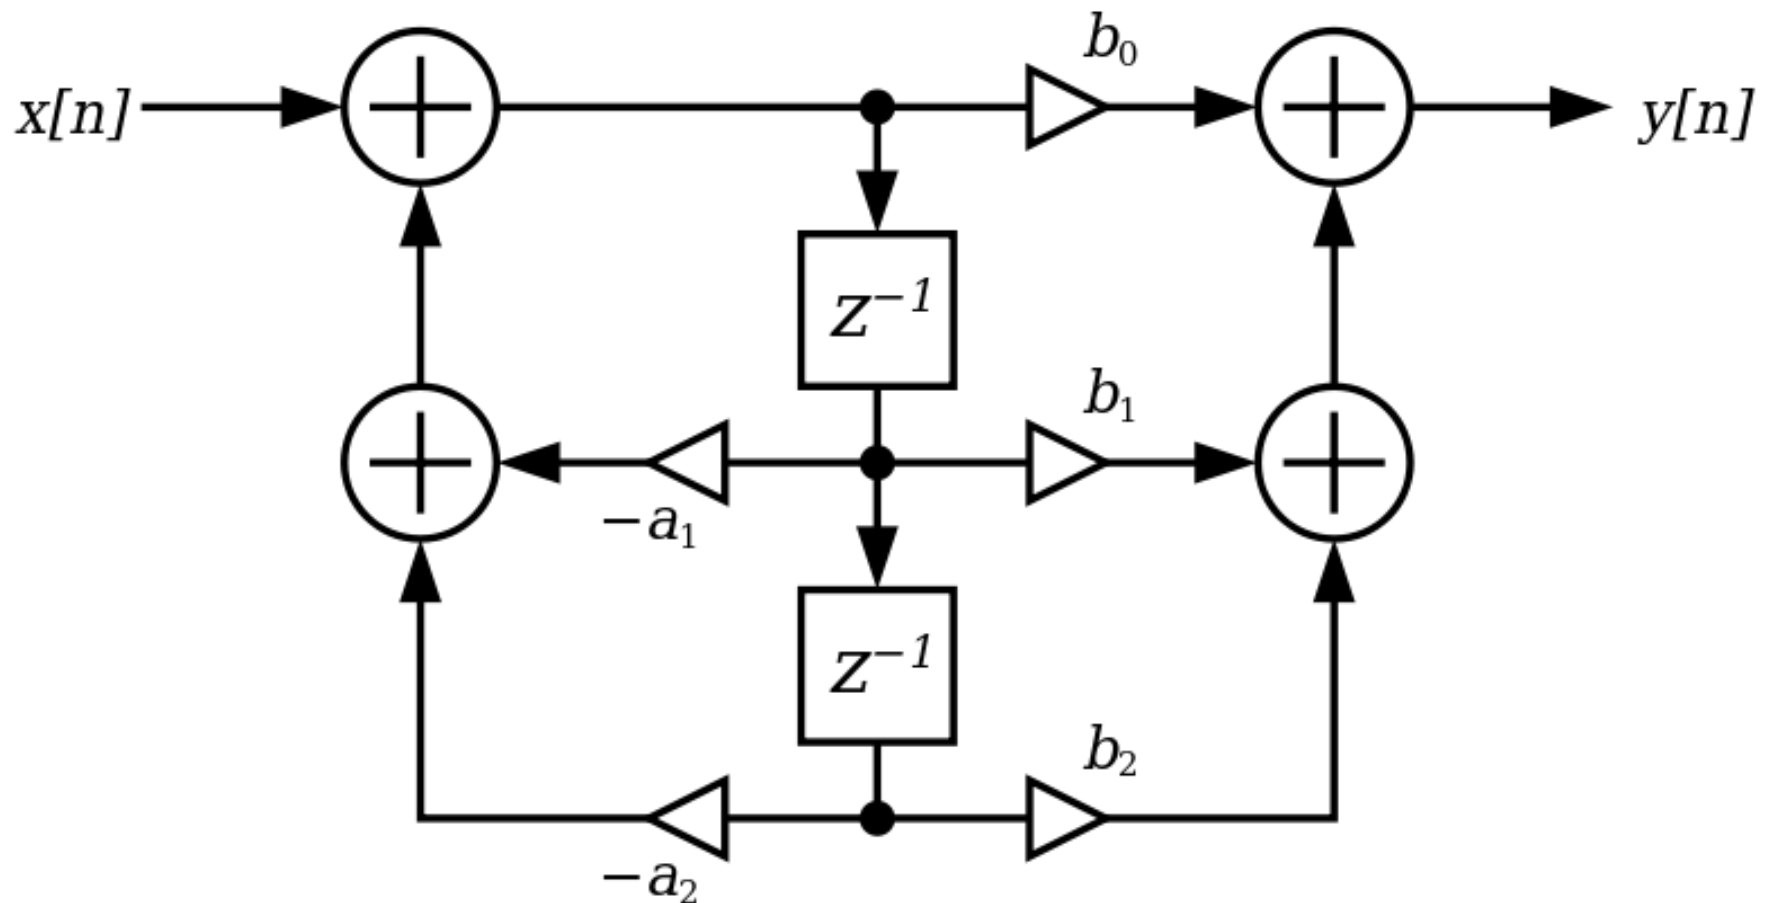 b₀
x[n] y[n]
z⁻¹
b₁
−a₁
z⁻¹
b₂
−a₂